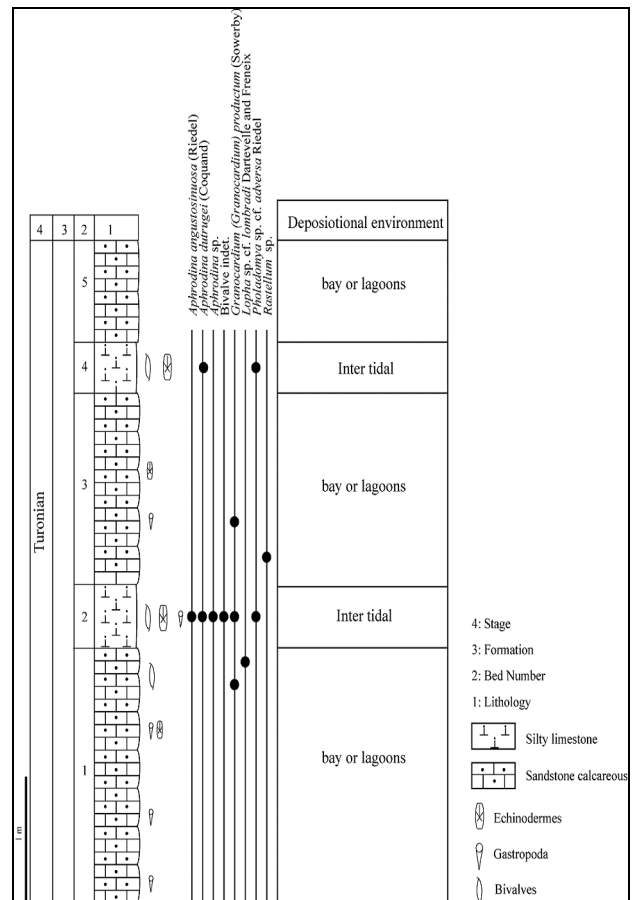 Aphrodina angustosinuosa (Riedel)
Aphrodina dutrugei (Coquand)
Aphrodina sp.
Bivalve indet.
Granocardium (Granocardium) productum (Sowerby)
Lopha sp. cf. lombradi Dartevelle and Freneix
Pholadomya sp. cf. adversa Riedel
Rastellum sp.
4 3 2 1
Deposiotional environment
5
bay or lagoons
4
Inter tidal
3
bay or lagoons
Turonian
2
Inter tidal
1
bay or lagoons
1 m
4: Stage
3: Formation
2: Bed Number
1: Lithology
Silty limestone
Sandstone calcareous
Echinodermes
Gastropoda
Bivalves